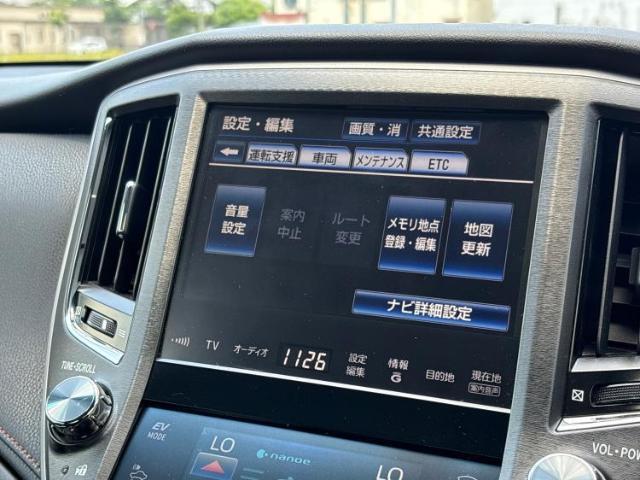 設定・編集 画質・消 共通設定
運転支援 車両 メンテナンス ETC
音量
設定
案内
中止
ルート
変更
メモリ地点
登録・編集
地図
更新
ナビ詳細設定
TV オーディオ 1126 設定
編集
情報
G
目的地
現在地
案内音声
TUNE・SCROLL
EV
MODE
LO
nanoe
LO
VOL・PO